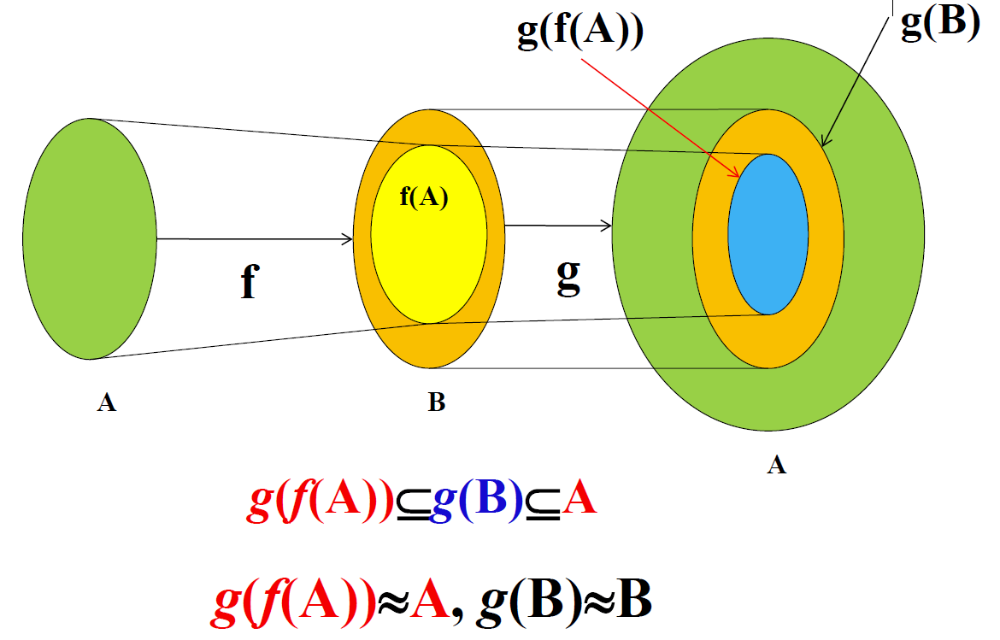 g(f(A))
g(B)
f(A)
f
g
A
B
A
g(f(A))⊆g(B)⊆A
g(f(A))≈A, g(B)≈B